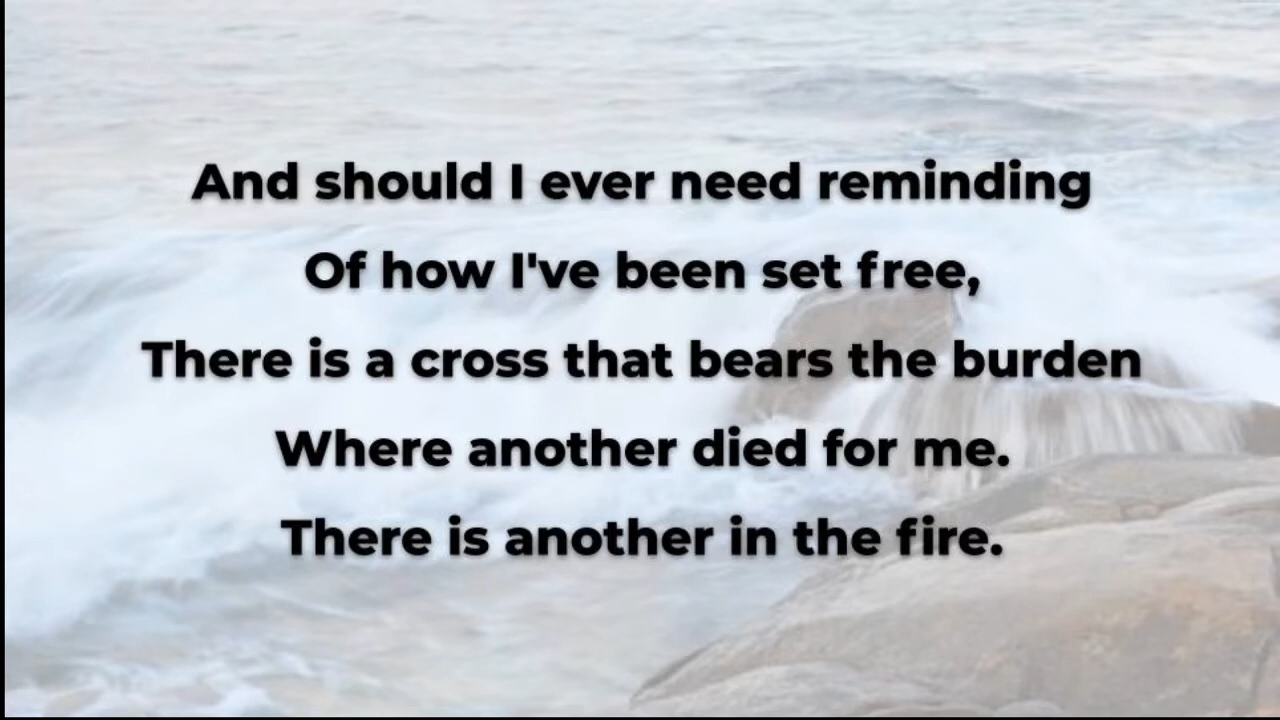 And should I ever need reminding
Of how I've been set free,
There is a cross that bears the burden
Where another died for me.
There is another in the fire.